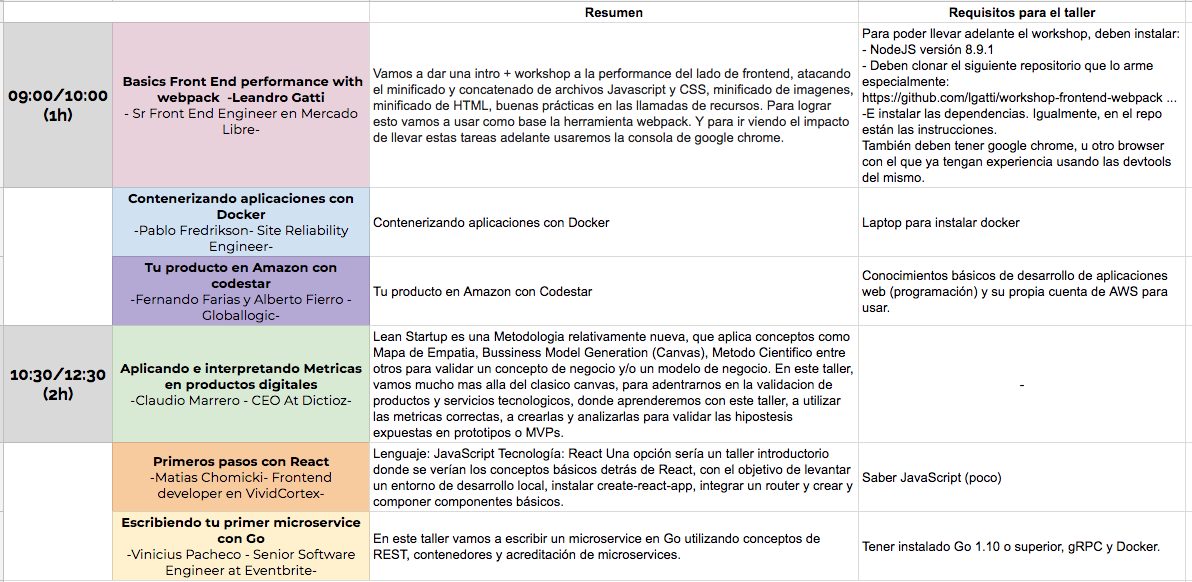 Resumen
Requisitos para el taller
09:00/10:00
(1h)
Basics Front End performance with
webpack -Leandro Gatti
- Sr Front End Engineer en Mercado
Libre-
Vamos a dar una intro + workshop a la performance del lado de frontend, atacando
el minificado y concatenado de archivos Javascript y CSS, minificado de imagenes,
minificado de HTML, buenas prácticas en las llamadas de recursos. Para lograr
esto vamos a usar como base la herramienta webpack. Y para ir viendo el impacto
de llevar estas tareas adelante usaremos la consola de google chrome.
Para poder llevar adelante el workshop, deben instalar:
- NodeJS versión 8.9.1
- Deben clonar el siguiente repositorio que lo arme
especialmente:
https://github.com/lgatti/workshop-frontend-webpack ...
-E instalar las dependencias. Igualmente, en el repo
están las instrucciones.
También deben tener google chrome, u otro browser
con el que ya tengan experiencia usando las devtools
del mismo.
Contenerizando aplicaciones con
Docker
-Pablo Fredrikson- Site Reliability
Engineer-
Contenerizando aplicaciones con Docker
Laptop para instalar docker
Tu producto en Amazon con
codestar
-Fernando Farias y Alberto Fierro -
Globallogic-
Tu producto en Amazon con Codestar
Conocimientos básicos de desarrollo de aplicaciones
web (programación) y su propia cuenta de AWS para
usar.
10:30/12:30
(2h)
Aplicando e interpretando Metricas
en productos digitales
-Claudio Marrero - CEO At Dictioz-
Lean Startup es una Metodologia relativamente nueva, que aplica conceptos como
Mapa de Empatia, Bussiness Model Generation (Canvas), Metodo Cientifico entre
otros para validar un concepto de negocio y/o un modelo de negocio. En este taller,
vamos mucho mas alla del clasico canvas, para adentrarnos en la validacion de
productos y servicios tecnologicos, donde aprenderemos con este taller, a utilizar
las metricas correctas, a crearlas y analizarlas para validar las hipostesis
expuestas en prototipos o MVPs.
-
Primeros pasos con React
-Matias Chomicki- Frontend
developer en VividCortex-
Lenguaje: JavaScript Tecnología: React Una opción sería un taller introductorio
donde se verían los conceptos básicos detrás de React, con el objetivo de levantar
un entorno de desarrollo local, instalar create-react-app, integrar un router y crear y
componer componentes básicos.
Saber JavaScript (poco)
Escribiendo tu primer microservice
con Go
-Vinicius Pacheco - Senior Software
Engineer at Eventbrite-
En este taller vamos a escribir un microservice en Go utilizando conceptos de
REST, contenedores y acreditación de microservices.
Tener instalado Go 1.10 o superior, gRPC y Docker.